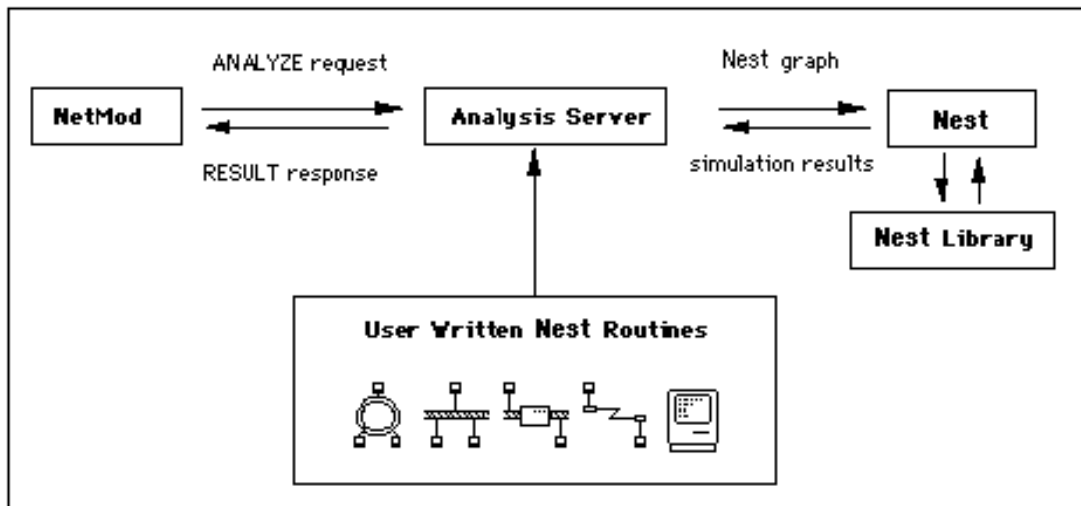 ANALYZE request
Nest graph
NetMod
Analysis Server
Nest
RESULT response
simulation results
Nest Library
User Written Nest Routines